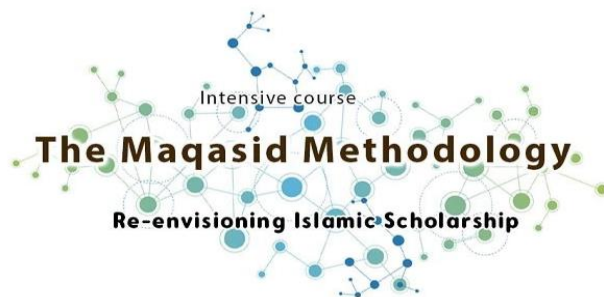 Intensive course
The Maqasid Methodology
Re-envisioning Islamic Scholarship